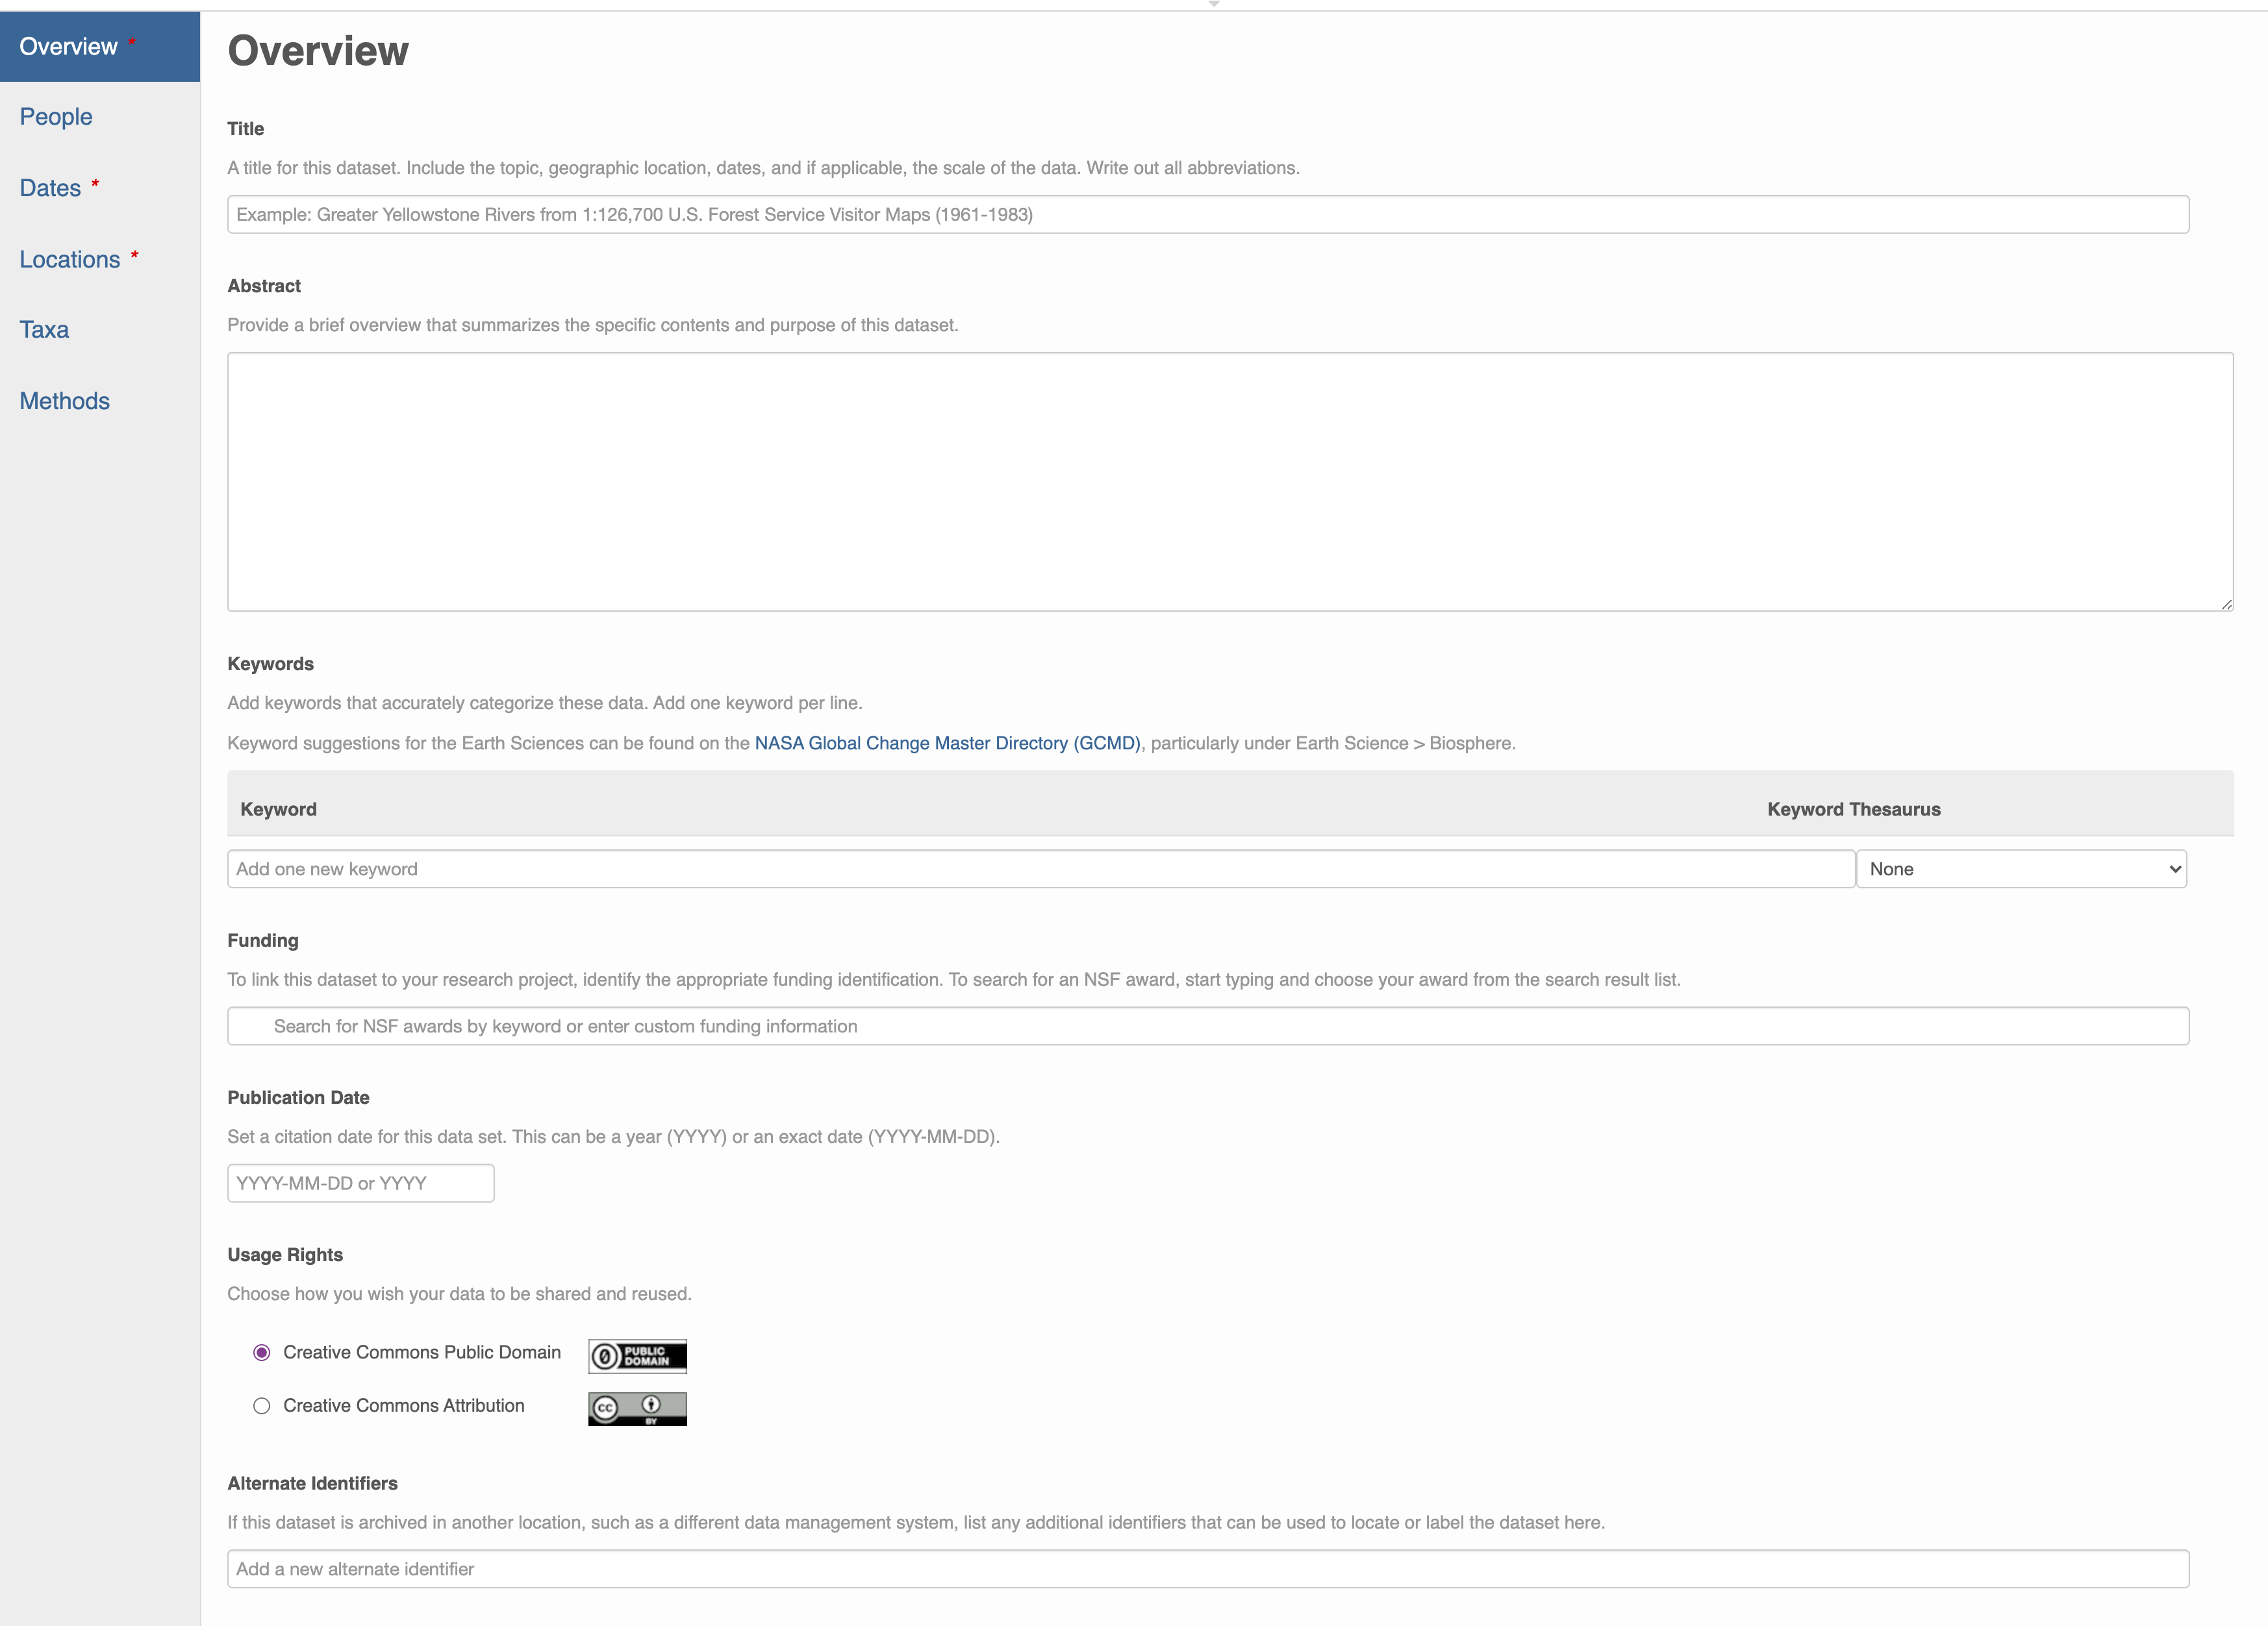 Overview *
People
Dates *
Locations *
Taxa
Methods
Overview
Title
A title for this dataset. Include the topic, geographic location, dates, and if applicable, the scale of the data. Write out all abbreviations.
Example: Greater Yellowstone Rivers from 1:126,700 U.S. Forest Service Visitor Maps (1961-1983)
Abstract
Provide a brief overview that summarizes the specific contents and purpose of this dataset.
Keywords
Add keywords that accurately categorize these data. Add one keyword per line.
Keyword suggestions for the Earth Sciences can be found on the NASA Global Change Master Directory (GCMD), particularly under Earth Science > Biosphere.
Keyword Keyword Thesaurus
Add one new keyword None
Funding
To link this dataset to your research project, identify the appropriate funding identification. To search for an NSF award, start typing and choose your award from the search result list.
Search for NSF awards by keyword or enter custom funding information
Publication Date
Set a citation date for this data set. This can be a year (YYYY) or an exact date (YYYY-MM-DD).
YYYY-MM-DD or YYYY
Usage Rights
Choose how you wish your data to be shared and reused.
Creative Commons Public Domain 0 PUBLIC DOMAIN
Creative Commons Attribution cc BY
Alternate Identifiers
If this dataset is archived in another location, such as a different data management system, list any additional identifiers that can be used to locate or label the dataset here.
Add a new alternate identifier